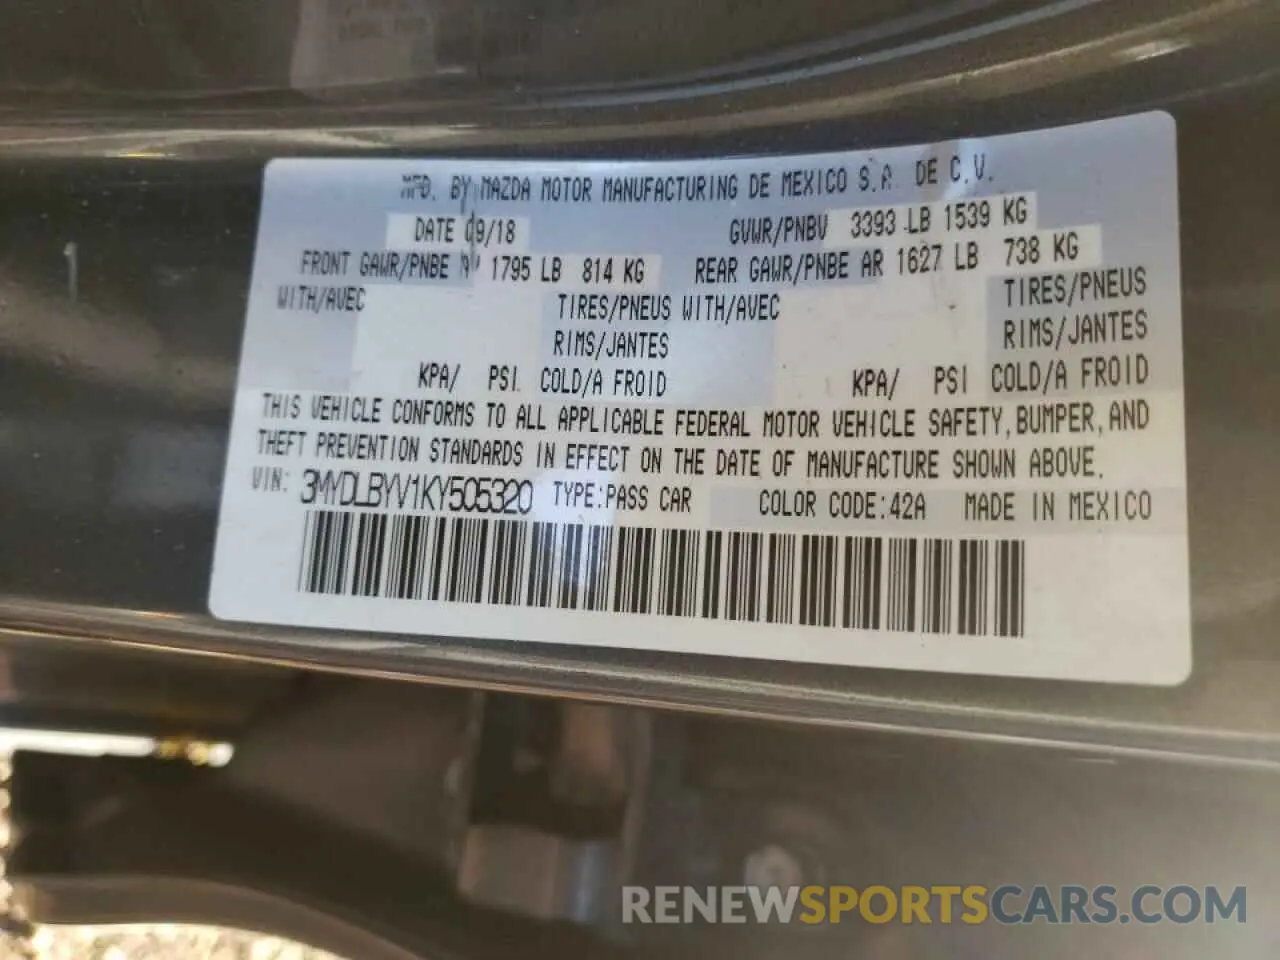 MFD. BY MAZDA MOTOR MANUFACTURING DE MEXICO S.A. DE C.V.
DATE 09/18 GVWR/PNBV 3393 LB 1539 KG
FRONT GAWR/PNBE AV 1795 LB 814 KG REAR GAWR/PNBE AR 1627 LB 738 KG
WITH/AVEC TIRES/PNEUS WITH/AVEC TIRES/PNEUS
RIMS/JANTES RIMS/JANTES
KPA/ PSI COLD/A FROID KPA/ PSI COLD/A FROID
THIS VEHICLE CONFORMS TO ALL APPLICABLE FEDERAL MOTOR VEHICLE SAFETY, BUMPER, AND
THEFT PREVENTION STANDARDS IN EFFECT ON THE DATE OF MANUFACTURE SHOWN ABOVE.
VIN: 3MYDLBYV1KY505320 TYPE:PASS CAR COLOR CODE:42A MADE IN MEXICO
RENEWSPORTSCARS.COM